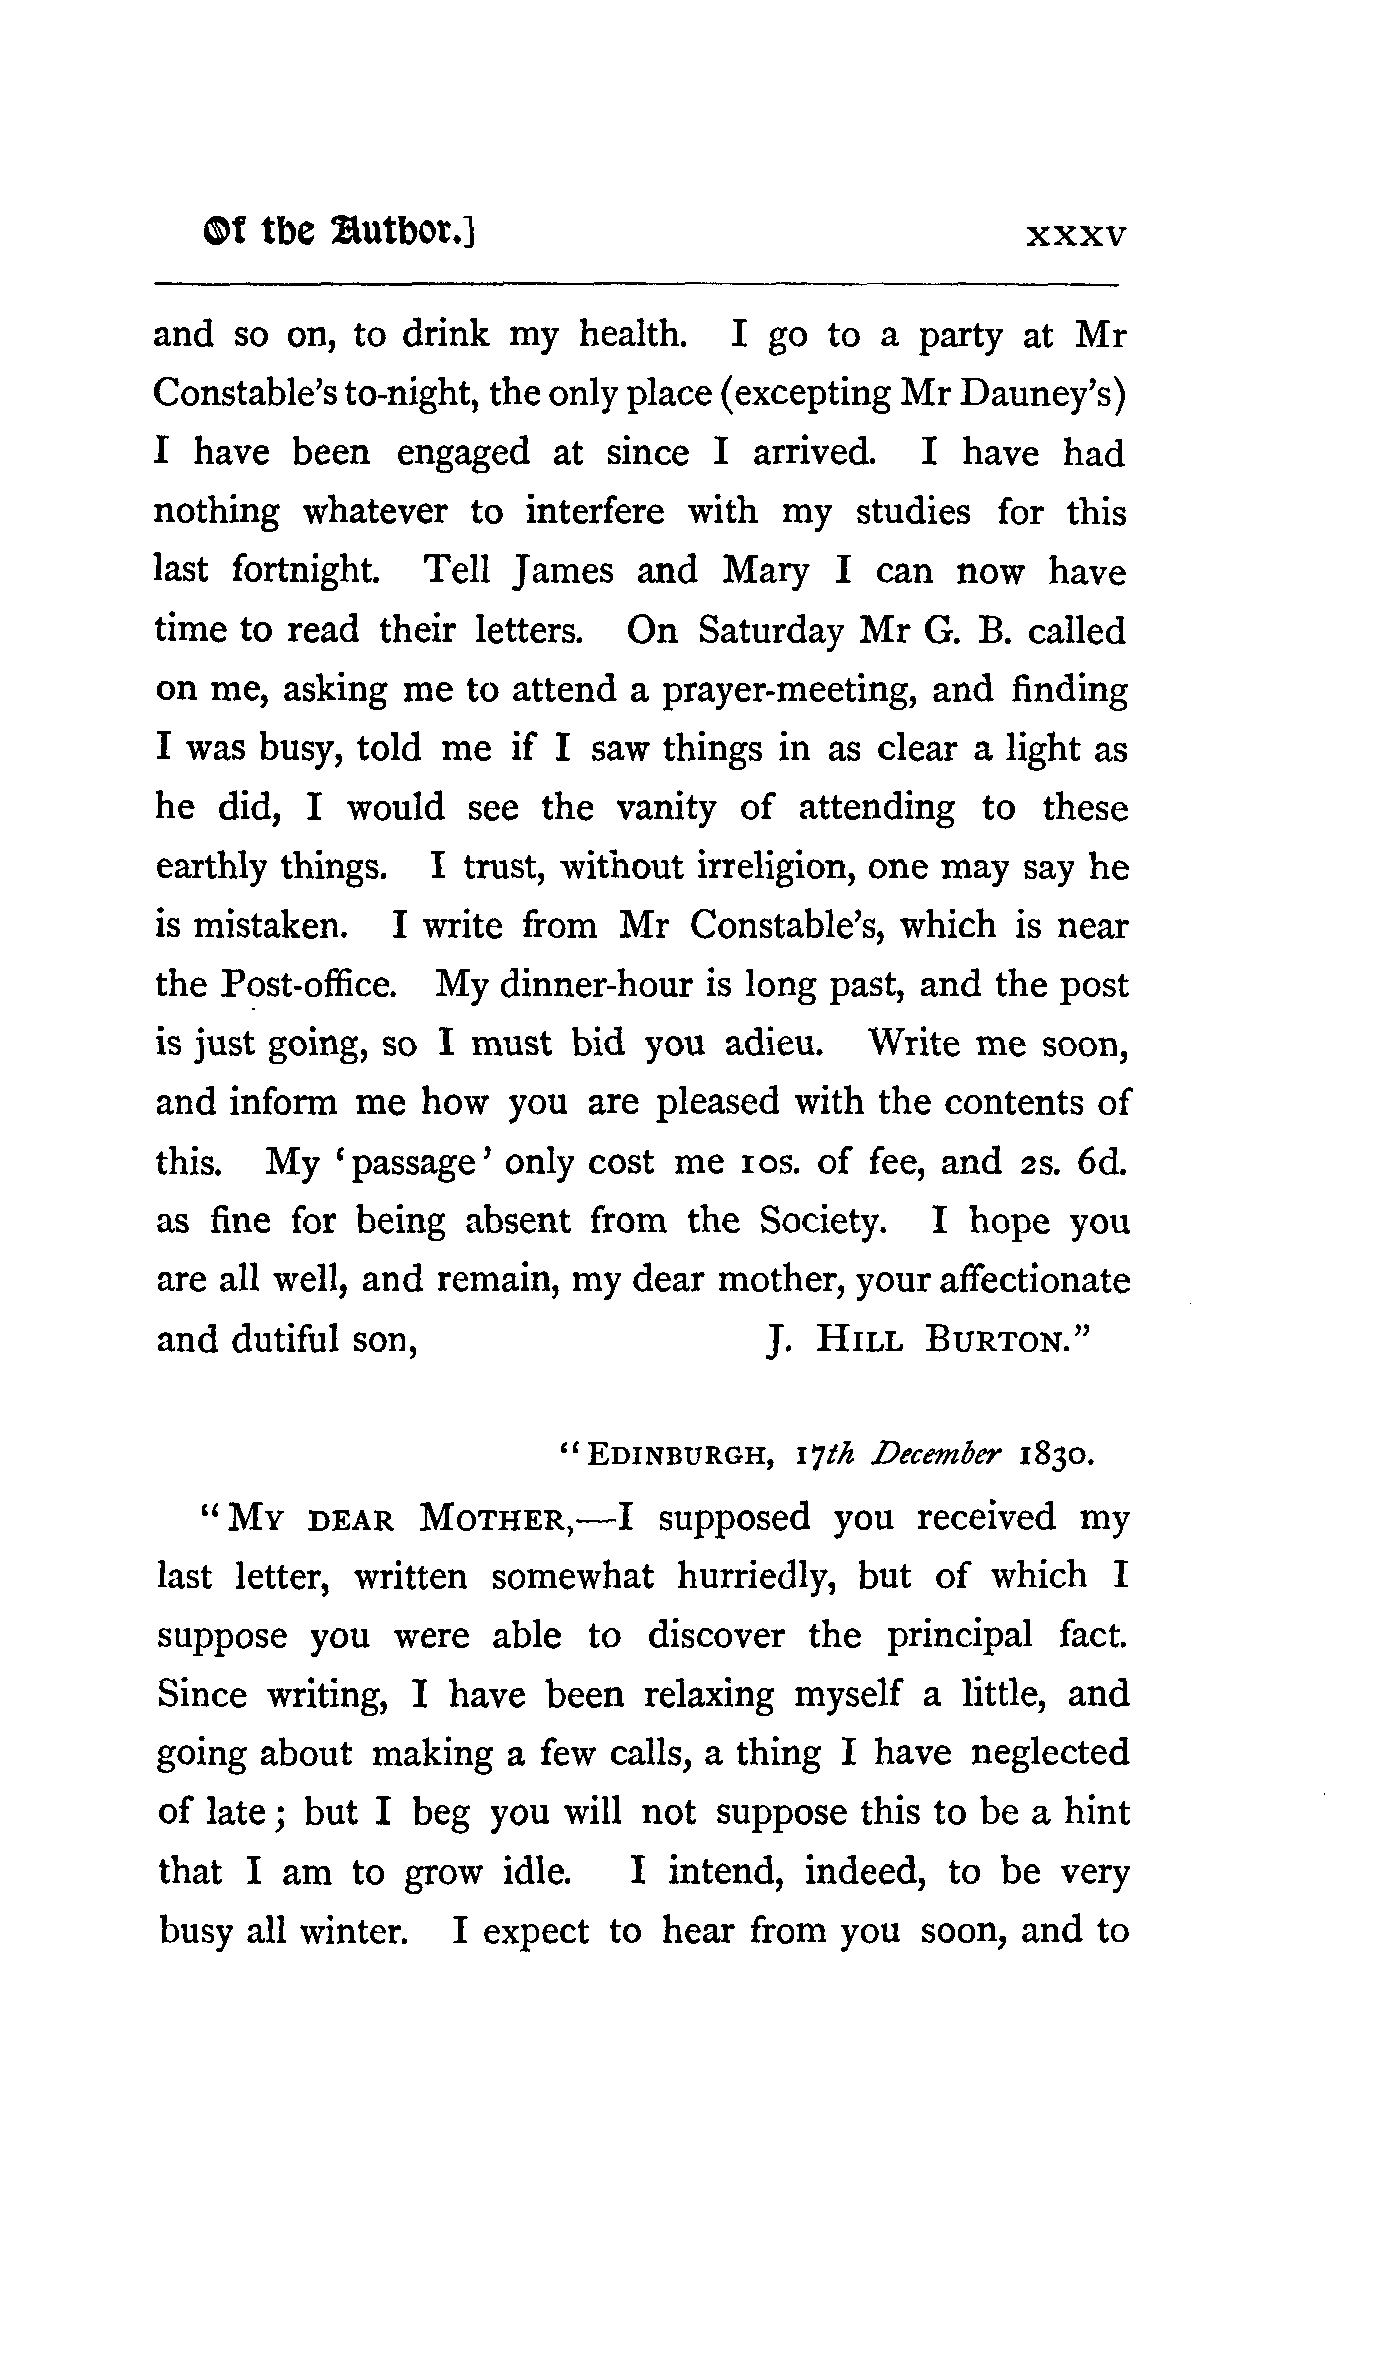 Of the Author.] xxxv
and so on, to drink my health. I go to a party at Mr
Constable's to-night, the only place (excepting Mr Dauney's)
I have been engaged at since I arrived. I have had
nothing whatever to interfere with my studies for this
last fortnight. Tell James and Mary I can now have
time to read their letters. On Saturday Mr G. B. called
on me, asking me to attend a prayer-meeting, and finding
I was busy, told me if I saw things in as clear a light as
he did, I would see the vanity of attending to these
earthly things. I trust, without irreligion, one may say he
is mistaken. I write from Mr Constable's, which is near
the Post-office. My dinner-hour is long past, and the post
is just going, so I must bid you adieu. Write me soon,
and inform me how you are pleased with the contents of
this. My ‘passage’ only cost me 10s. of fee, and 2s. 6d.
as fine for being absent from the Society. I hope you
are all well, and remain, my dear mother, your affectionate
and dutiful son, J. HILL BURTON.”
“EDINBURGH, 17th December 1830.
“MY DEAR MOTHER,—I supposed you received my
last letter, written somewhat hurriedly, but of which I
suppose you were able to discover the principal fact.
Since writing, I have been relaxing myself a little, and
going about making a few calls, a thing I have neglected
of late; but I beg you will not suppose this to be a hint
that I am to grow idle. I intend, indeed, to be very
busy all winter. I expect to hear from you soon, and to